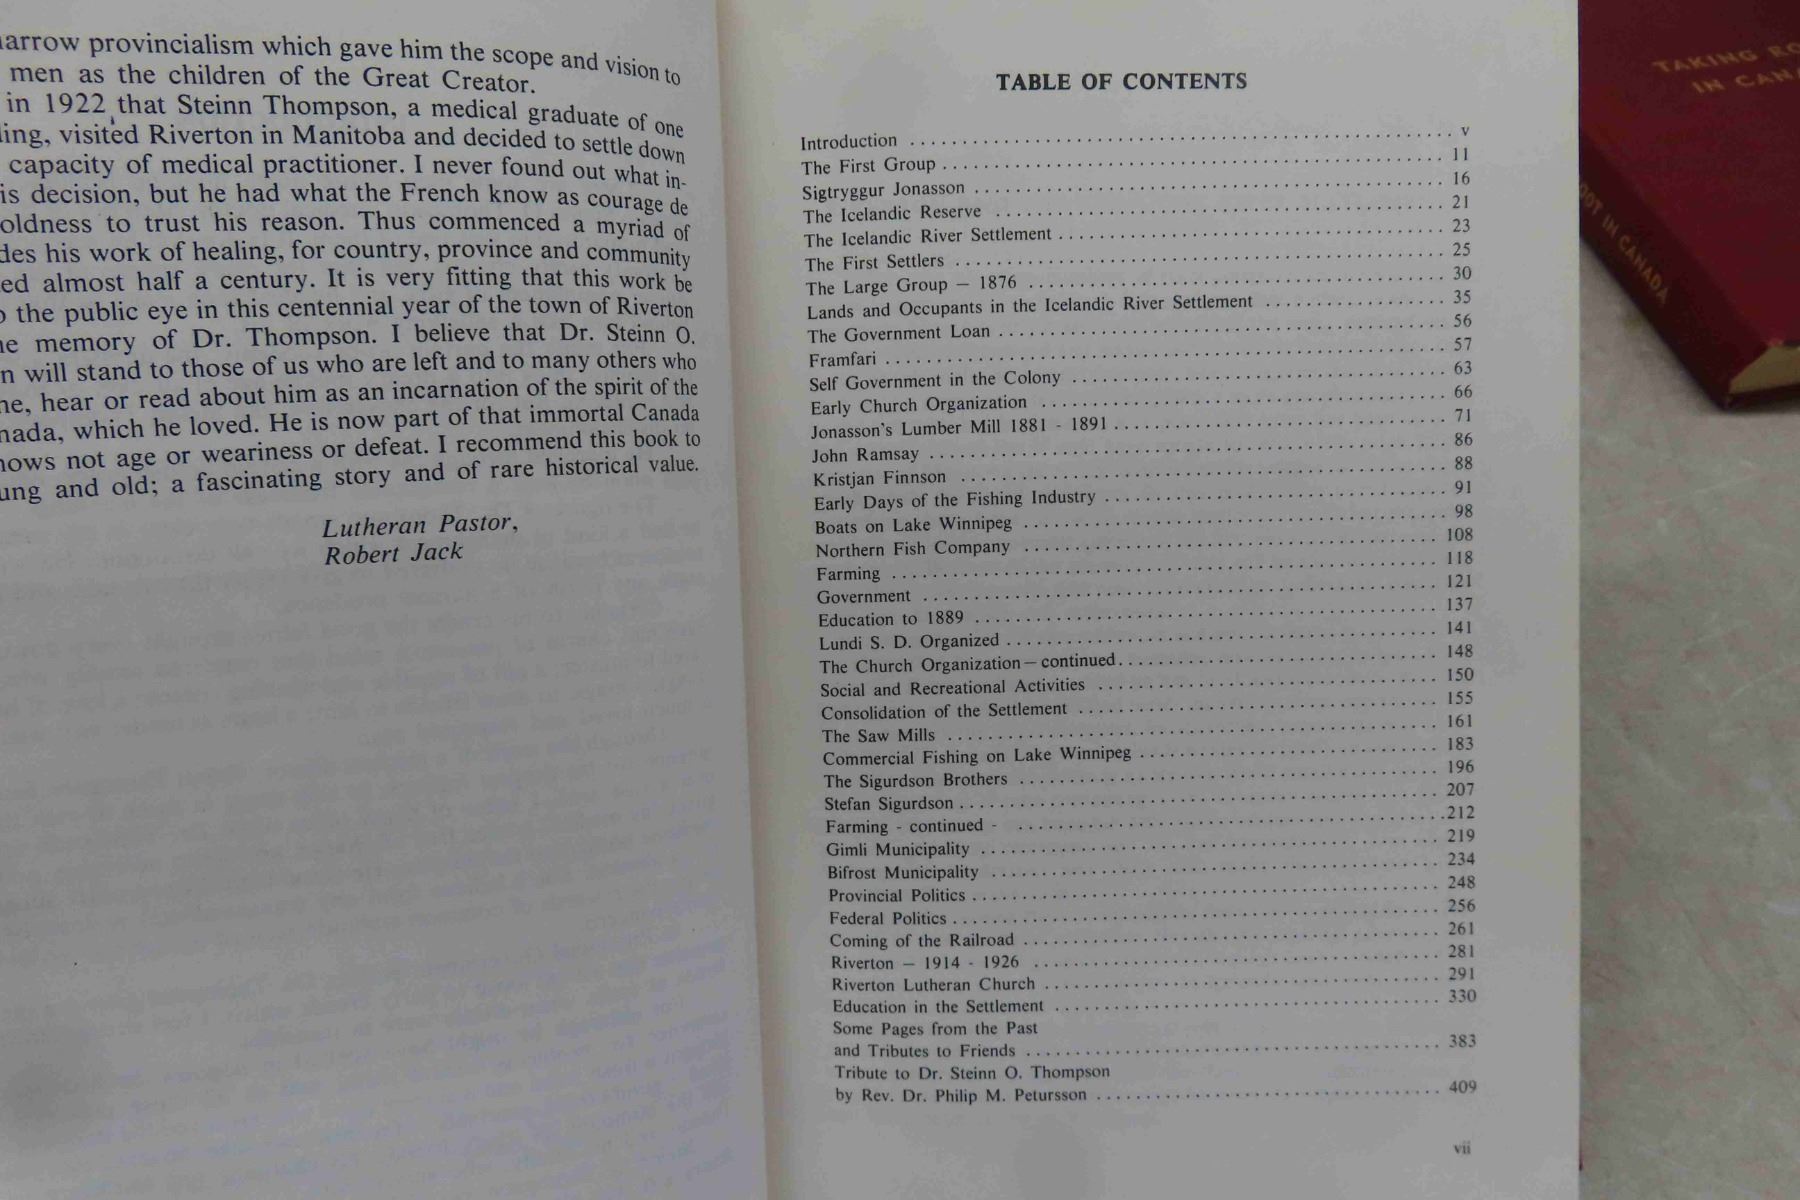 narrow provincialism which gave him the scope and vision to
men as the children of the Great Creator.
in 1922 that Steinn Thompson, a medical graduate of one
visited Riverton in Manitoba and decided to settle down
capacity of medical practitioner. I never found out what in-
is decision, but he had what the French know as courage de
oldness to trust his reason. Thus commenced a myriad of
des his work of healing, for country, province and community
ed almost half a century. It is very fitting that this work be
the public eye in this centennial year of the town of Riverton
memory of Dr. Thompson. I believe that Dr. Steinn O.
n will stand to those of us who are left and to many others who
ne, hear or read about him as an incarnation of the spirit of the
nada, which he loved. He is now part of that immortal Canada
nows not age or weariness or defeat. I recommend this book to
ung and old; a fascinating story and of rare historical value.
Lutheran Pastor,
Robert Jack
TABLE OF CONTENTS
Introduction v
The First Group 11
Sigtryggur Jonasson 16
The Icelandic Reserve 21
The Icelandic River Settlement 23
The First Settlers 25
The Large Group — 1876 30
Lands and Occupants in the Icelandic River Settlement 35
The Government Loan 56
Framfari 57
Self Government in the Colony 63
Early Church Organization 66
Jonasson's Lumber Mill 1881 - 1891 71
John Ramsay 86
Kristjan Finnson 88
Early Days of the Fishing Industry 91
Boats on Lake Winnipeg 98
Northern Fish Company 108
Farming 118
Government 121
Education to 1889 137
Lundi S. D. Organized 141
The Church Organization — continued 148
Social and Recreational Activities 150
Consolidation of the Settlement 155
The Saw Mills 161
Commercial Fishing on Lake Winnipeg 183
The Sigurdson Brothers 196
Stefan Sigurdson 207
Farming - continued - 212
Gimli Municipality 219
Bifrost Municipality 234
Provincial Politics 248
Federal Politics 256
Coming of the Railroad 261
Riverton — 1914 - 1926 281
Riverton Lutheran Church 291
Education in the Settlement 330
Some Pages from the Past
and Tributes to Friends 383
Tribute to Dr. Steinn O. Thompson
by Rev. Dr. Philip M. Petursson 409
vii
TAKING RO
IN CANA
OOT IN CANADA